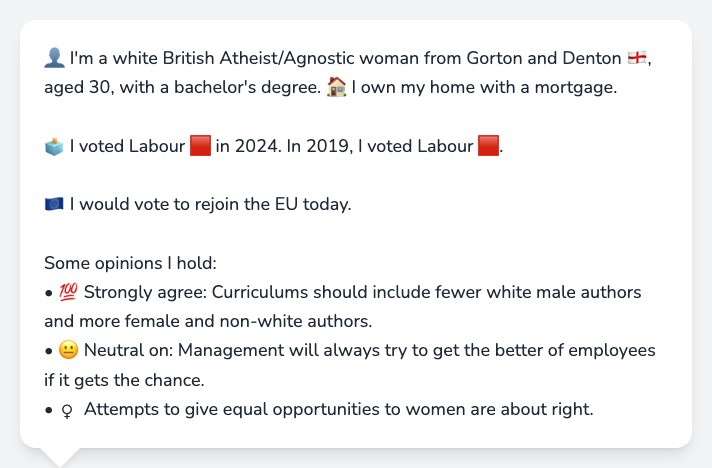 👤 I'm a white British Atheist/Agnostic woman from Gorton and Denton 🏴󠁧󠁢󠁥󠁮󠁧󠁿,
aged 30, with a bachelor's degree. 🏠 I own my home with a mortgage.
🗳️ I voted Labour 🟥 in 2024. In 2019, I voted Labour 🟥.
🇪🇺 I would vote to rejoin the EU today.
Some opinions I hold:
• 💯 Strongly agree: Curriculums should include fewer white male authors
and more female and non-white authors.
• 😐 Neutral on: Management will always try to get the better of employees
if it gets the chance.
• ♀ Attempts to give equal opportunities to women are about right.